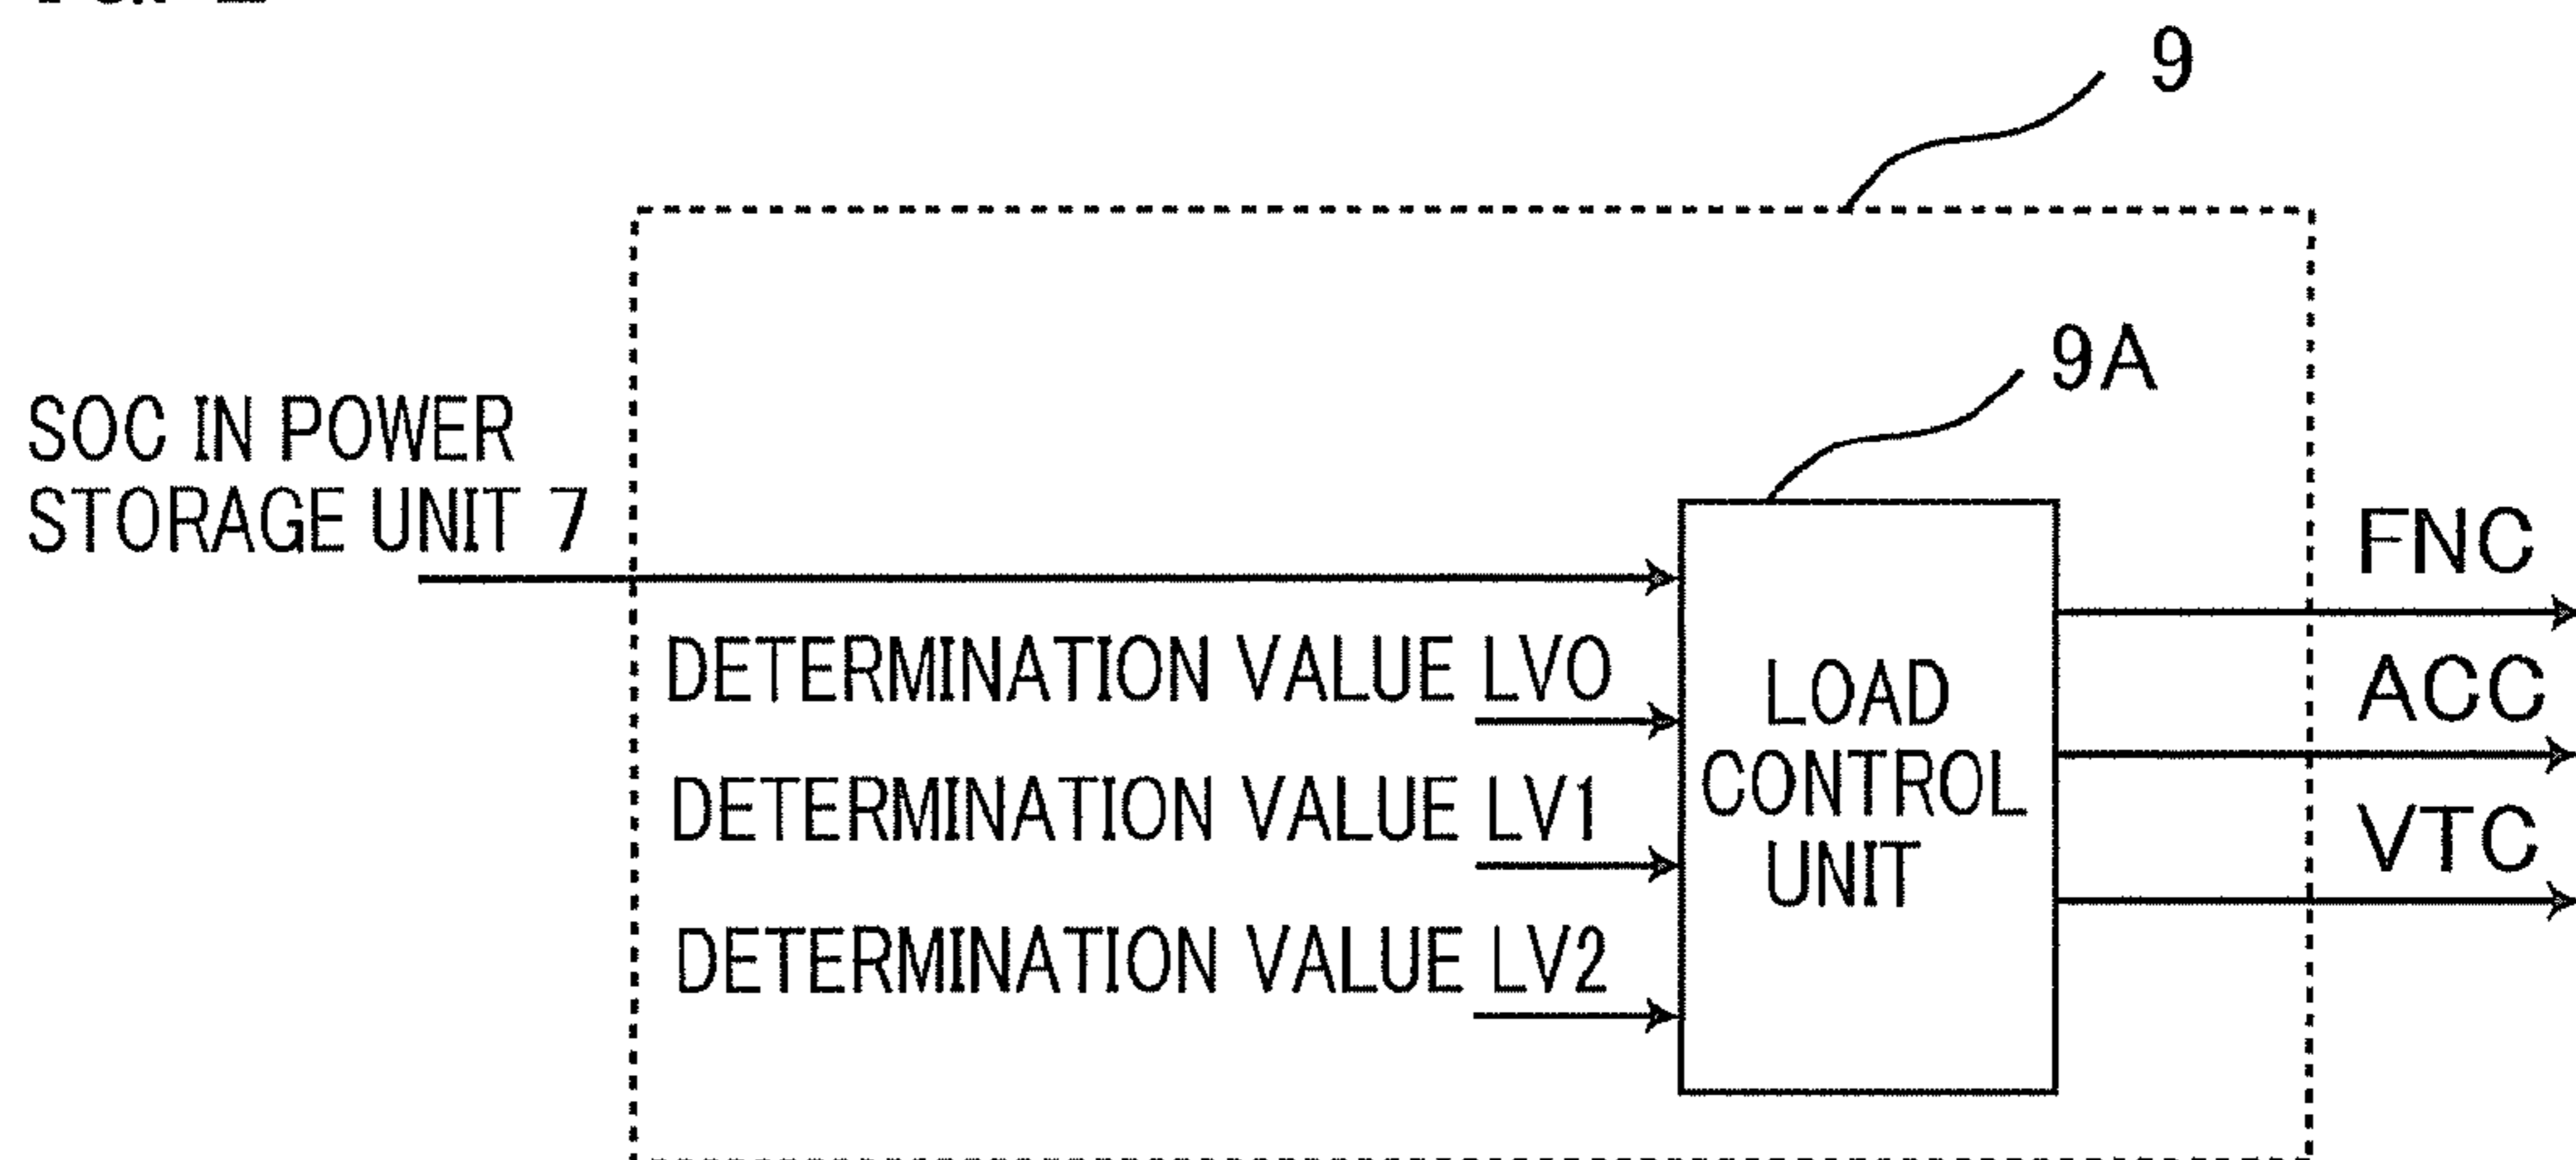 9
9A
SOC IN POWER
STORAGE UNIT 7
DETERMINATION VALUE LV0
DETERMINATION VALUE LV1
DETERMINATION VALUE LV2
LOAD
CONTROL
UNIT
FNC
ACC
VTC